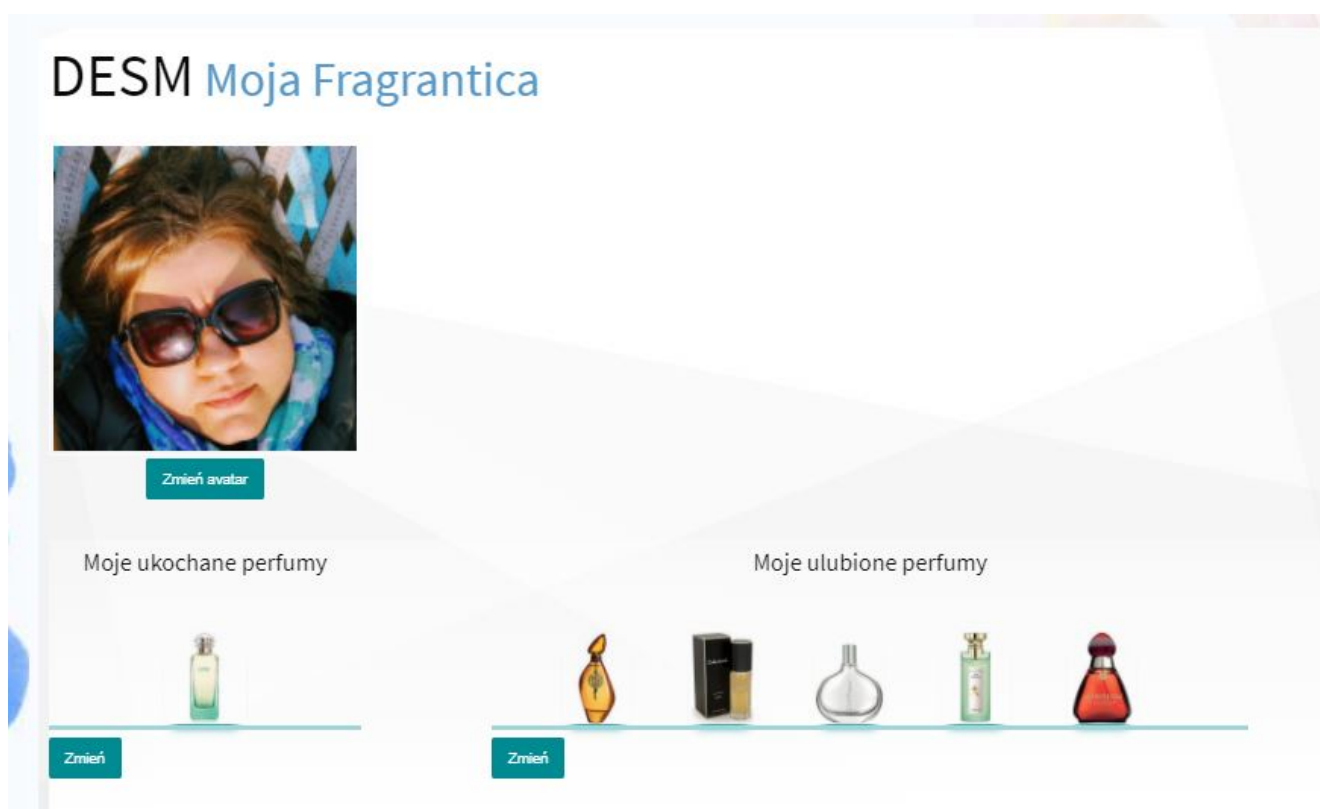 DESM Moja Fragrantica
Zmień avatar
Moje ukochane perfumy
Moje ulubione perfumy
Zmień
Zmień